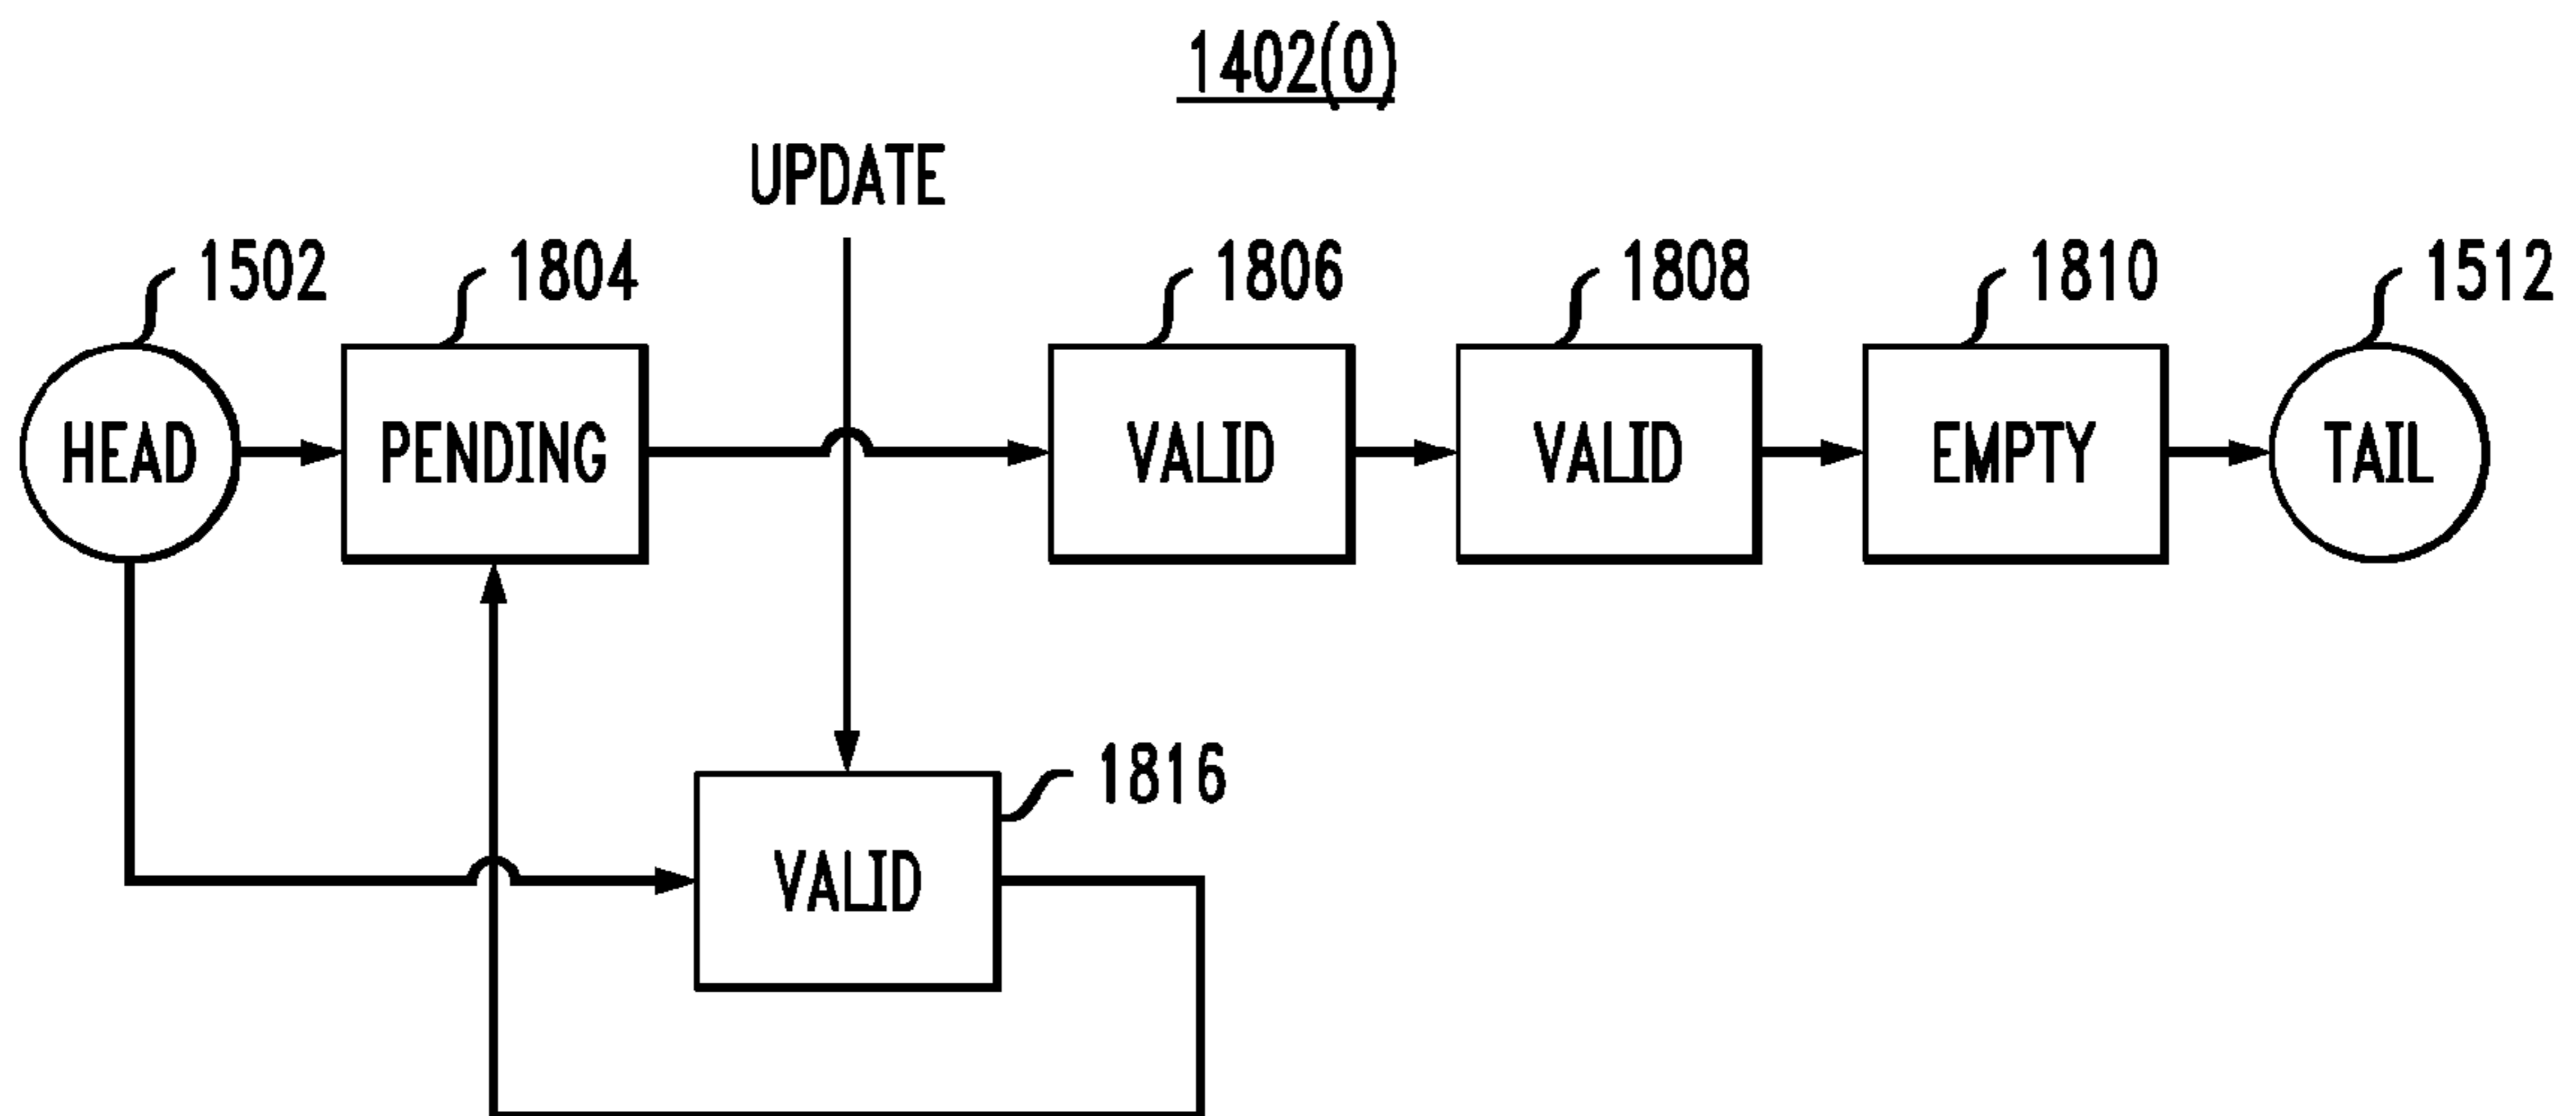 1402(0)
UPDATE
1502
1804
1806
1808
1810
1512
HEAD
PENDING
VALID
VALID
EMPTY
TAIL
1816
VALID